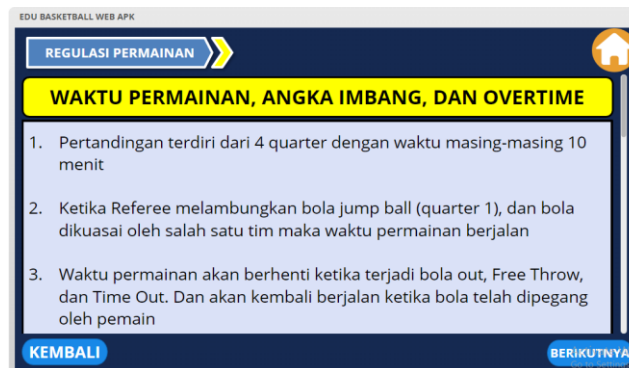 EDU BASKETBALL WEB APK
REGULASI PERMAINAN
WAKTU PERMAINAN, ANGKA IMBANG, DAN OVERTIME
1. Pertandingan terdiri dari 4 quarter dengan waktu masing-masing 10
menit
2. Ketika Referee melambungkan bola jump ball (quarter 1), dan bola
dikuasai oleh salah satu tim maka waktu permainan berjalan
3. Waktu permainan akan berhenti ketika terjadi bola out, Free Throw,
dan Time Out. Dan akan kembali berjalan ketika bola telah dipegang
oleh pemain
KEMBALI
BERIKUTNYA